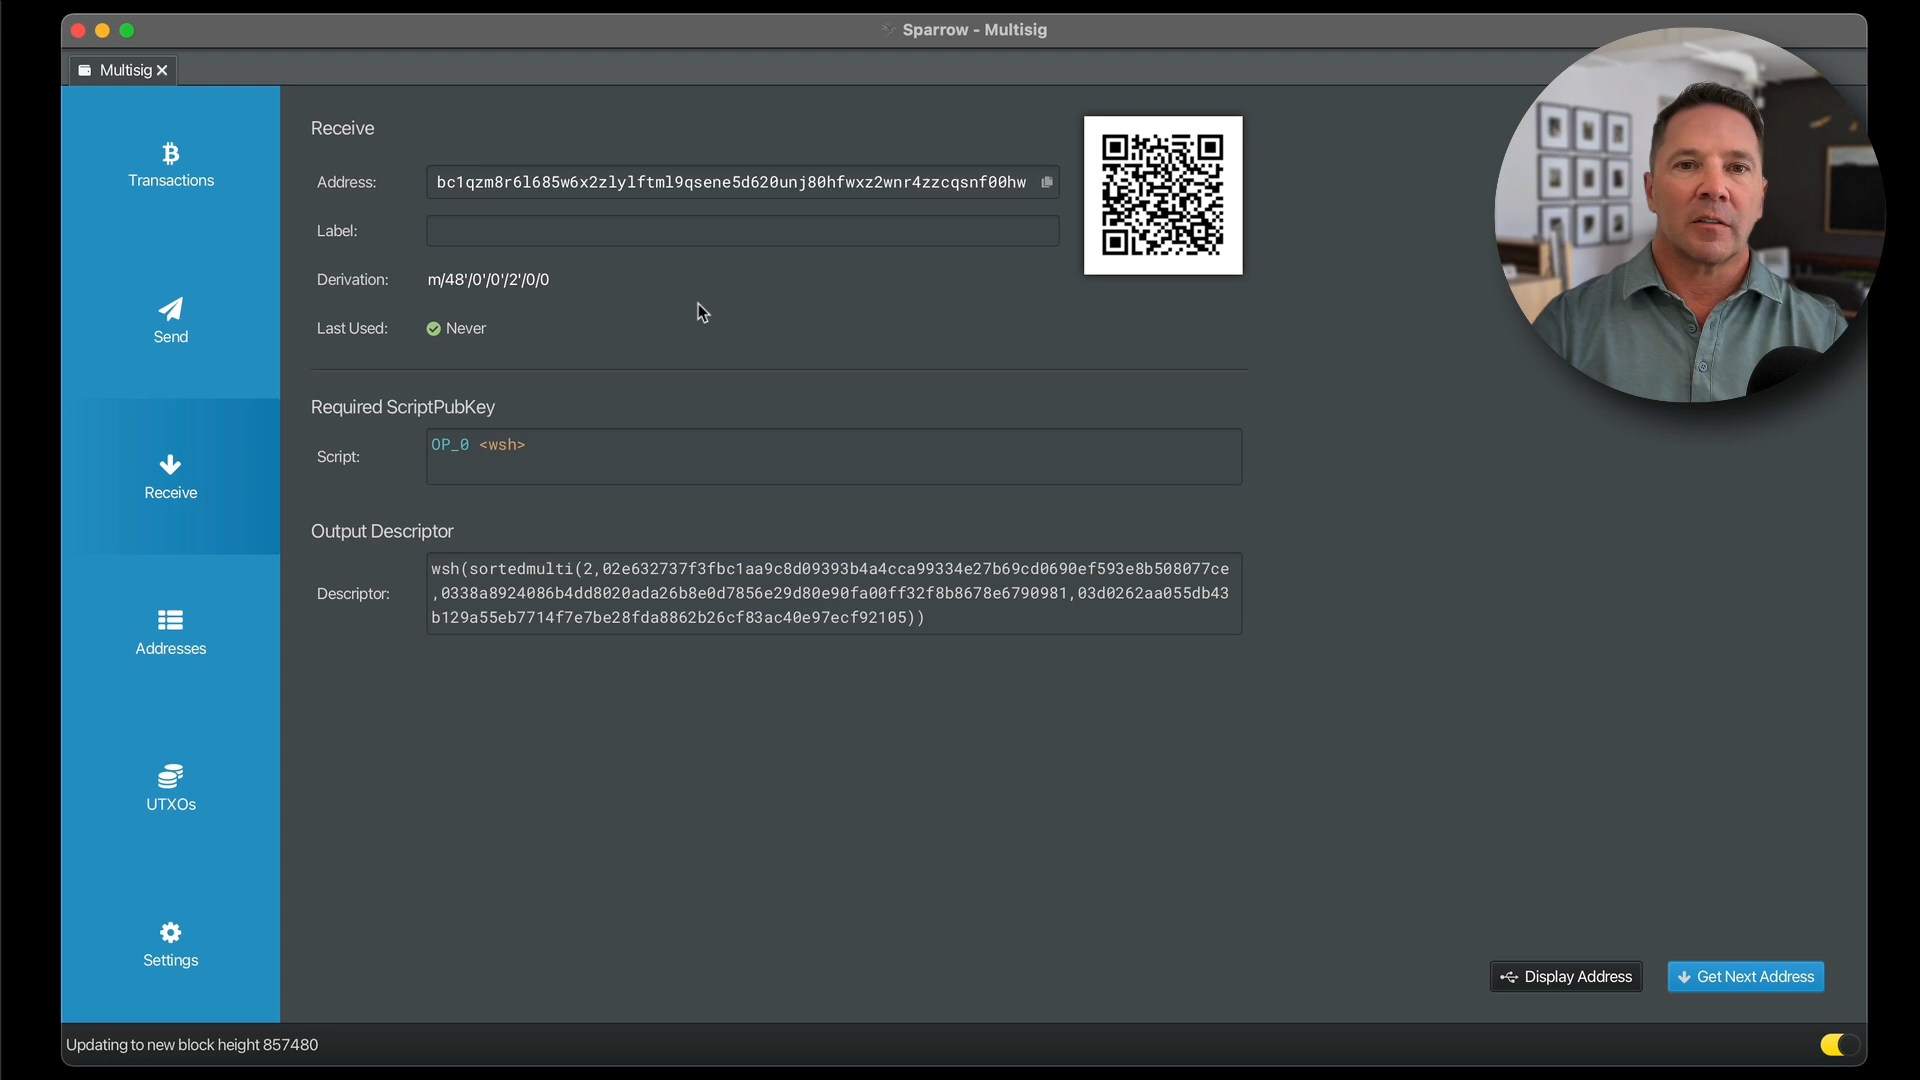 Sparrow - Multisig
Multisig
Transactions
Send
Receive
Addresses
UTXOs
Settings
Receive
Address: bc1qzm8r6l685w6x2zlylftml9qsene5d620unj80hfwxz2wnr4zzcqsnf00hw
Label:
Derivation: m/48'/0'/0'/2'/0/0
Last Used: Never
Required ScriptPubKey
Script: OP_0 <wsh>
Output Descriptor
Descriptor: wsh(sortedmulti(2,02e632737f3fbc1aa9c8d09393b4a4cca99334e27b69cd0690ef593e8b508077ce
,0338a8924086b4dd8020ada26b8e0d7856e29d80e90fa00ff32f8b8678e6790981,03d0262aa055db43
b129a55eb7714f7e7be28fda8862b26cf83ac40e97ecf92105))
Display Address
Get Next Address
Updating to new block height 857480